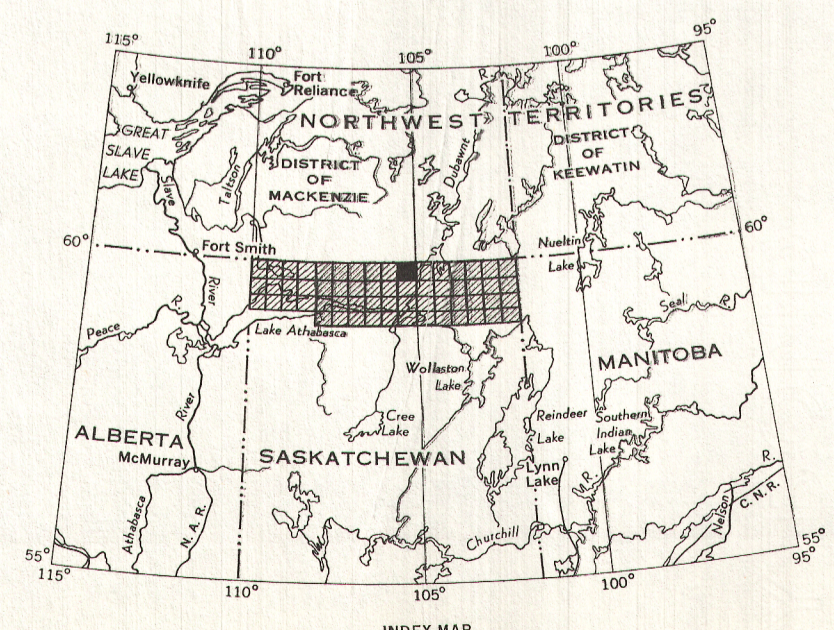 115°
110°
105°
100°
95°
Yellowknife
Fort
Reliance
R.
NORTHWEST TERRITORIES
GREAT
SLAVE
LAKE
DISTRICT
OF
MACKENZIE
DISTRICT
OF
KEEWATIN
Slave
Taltson
Dubawnt
60°
Fort Smith
Nueltin
Lake
60°
River
R.
Peace
Lake Athabasca
Seal R.
Wollaston
Lake
MANITOBA
River
Cree
Lake
Reindeer
Lake
Southern
Indian
Lake
ALBERTA
McMurray
SASKATCHEWAN
Lynn
Lake
R.
R.
Athabasca
N. A. R.
Churchill
Nelson
C. N. R.
55°
115°
110°
105°
100°
55°
95°
INDEX MAP